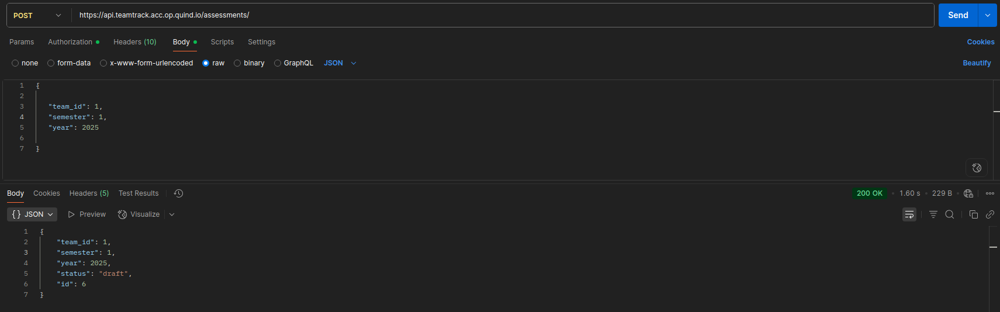 POST https://api.teamtrack.acc.op.quind.io/assessments/ Send
Params Authorization Headers (10) Body Scripts Settings Cookies
none form-data x-www-form-urlencoded raw binary GraphQL JSON Beautify
1 {
2
3 "team_id": 1,
4 "semester": 1,
5 "year": 2025
6
7 }
Body Cookies Headers (5) Test Results 200 OK • 1.60 s • 229 B •
{} JSON Preview Visualize
1 {
2 "team_id": 1,
3 "semester": 1,
4 "year": 2025,
5 "status": "draft",
6 "id": 6
7 }